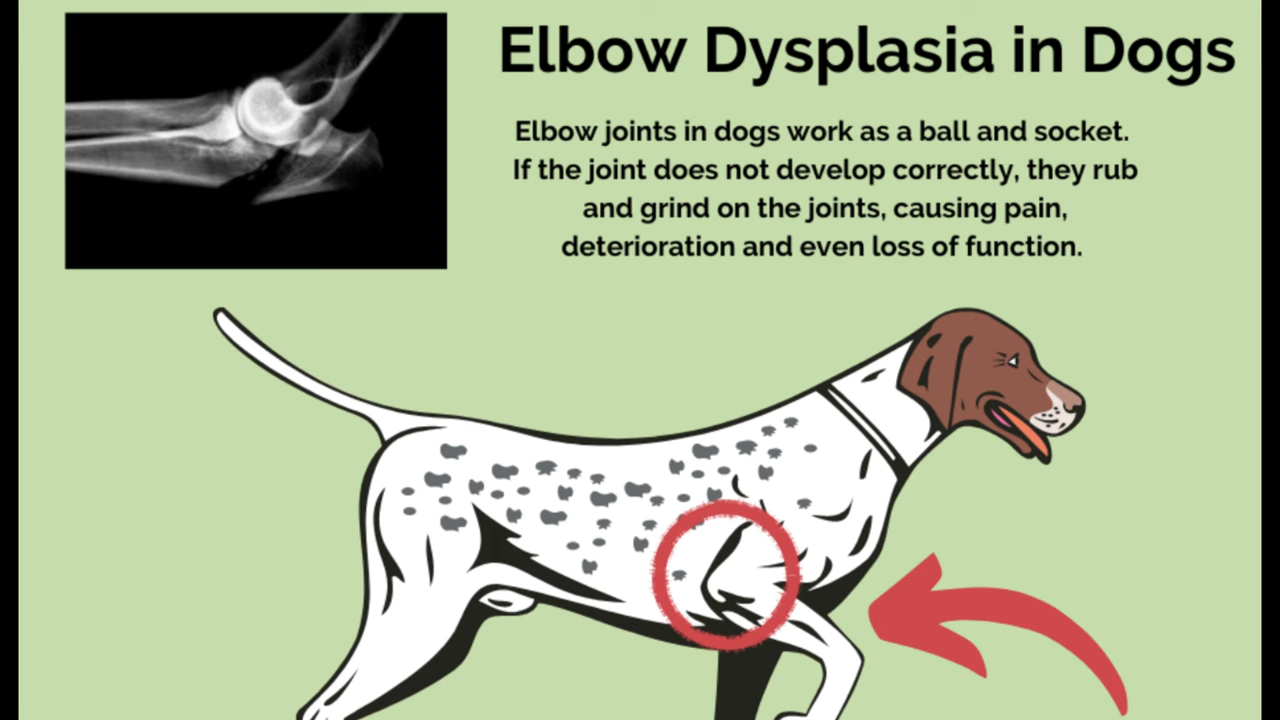 Elbow Dysplasia in Dogs
Elbow joints in dogs work as a ball and socket.
If the joint does not develop correctly, they rub
and grind on the joints, causing pain,
deterioration and even loss of function.